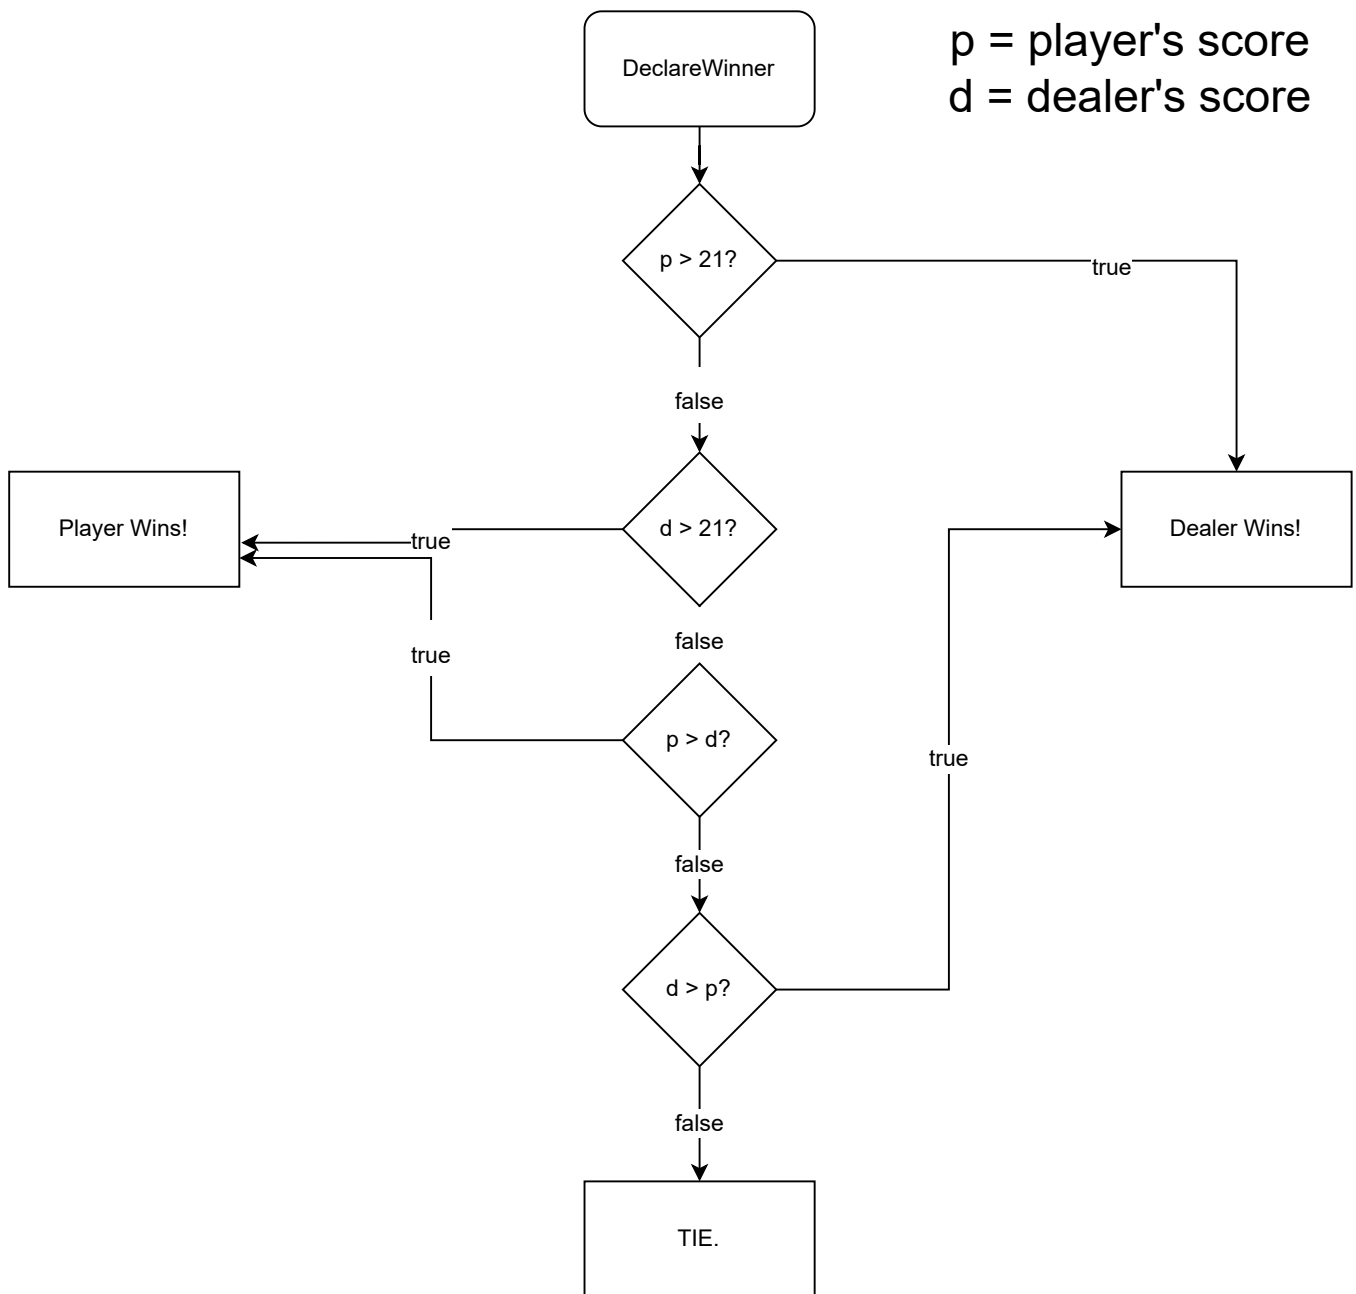 DeclareWinner
p = player's score
d = dealer's score
p > 21?
true
false
Player Wins!
true
d > 21?
Dealer Wins!
false
true
p > d?
true
false
d > p?
false
TIE.